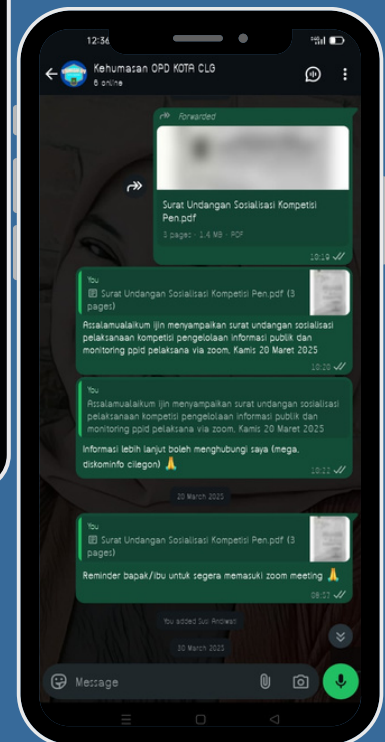 12:36
Kehumasan OPD KOTA CLG
6 online
Forwarded
Surat Undangan Sosialisasi Kompetisi
Pen.pdf
3 pages · 1.4 MB · PDF
10:19
You
Surat Undangan Sosialisasi Kompetisi Pen.pdf (3
pages)
Assalamualaikum ijin menyampaikan surat undangan sosialisasi
pelaksanaan kompetisi pengelolaan informasi publik dan
monitoring ppid pelaksana via zoom, Kamis 20 Maret 2025
10:20
You
Assalamualaikum ijin menyampaikan surat undangan sosialisasi
pelaksanaan kompetisi pengelolaan informasi publik dan
monitoring ppid pelaksana via zoom, Kamis 20 Maret 2025
Informasi lebih lanjut boleh menghubungi saya (mega,
diskominfo cilegon) 🙏
10:22
20 March 2025
You
Surat Undangan Sosialisasi Kompetisi Pen.pdf (3
pages)
Reminder bapak/ibu untuk segera memasuki zoom meeting 🙏
08:57
You added Susi Andiwati
30 March 2025
Message